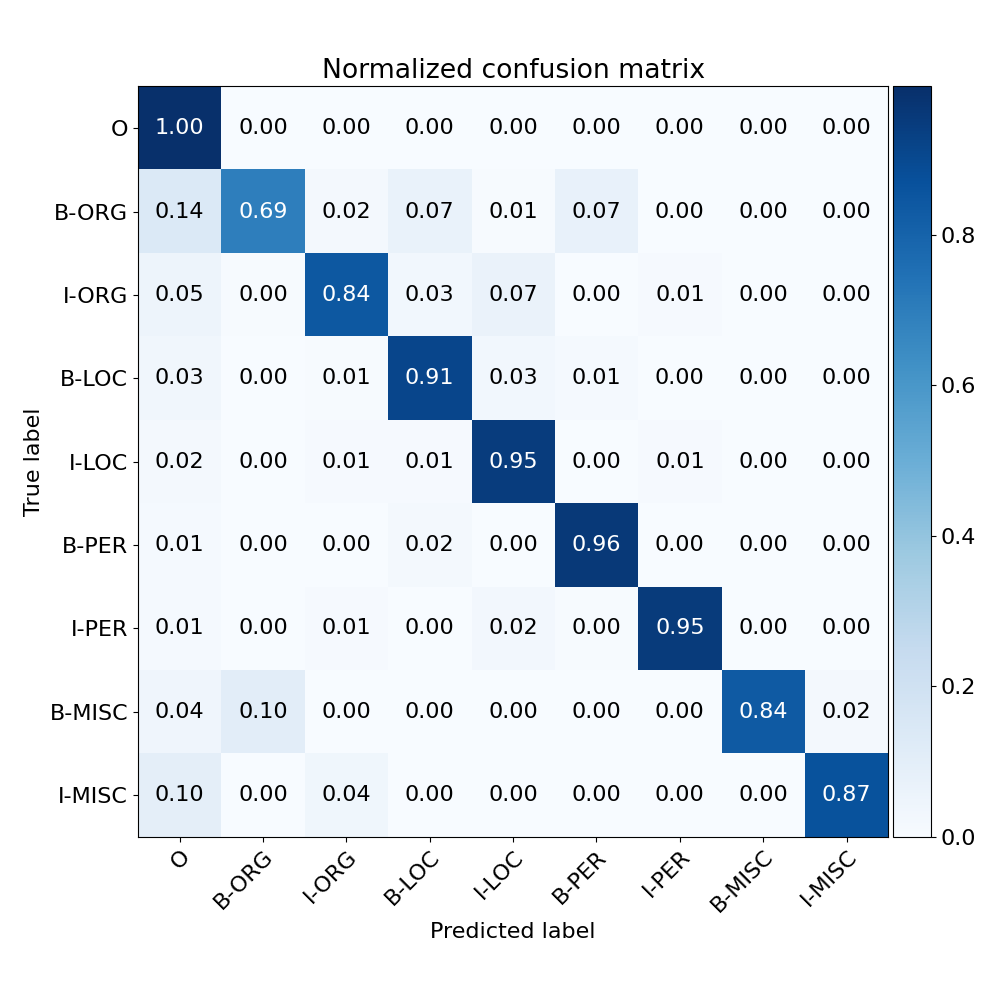 Normalized confusion matrix
O 1.00 0.00 0.00 0.00 0.00 0.00 0.00 0.00 0.00
B-ORG 0.14 0.69 0.02 0.07 0.01 0.07 0.00 0.00 0.00
I-ORG 0.05 0.00 0.84 0.03 0.07 0.00 0.01 0.00 0.00
B-LOC 0.03 0.00 0.01 0.91 0.03 0.01 0.00 0.00 0.00
I-LOC 0.02 0.00 0.01 0.01 0.95 0.00 0.01 0.00 0.00
B-PER 0.01 0.00 0.00 0.02 0.00 0.96 0.00 0.00 0.00
I-PER 0.01 0.00 0.01 0.00 0.02 0.00 0.95 0.00 0.00
B-MISC 0.04 0.10 0.00 0.00 0.00 0.00 0.00 0.84 0.02
I-MISC 0.10 0.00 0.04 0.00 0.00 0.00 0.00 0.00 0.87
O B-ORG I-ORG B-LOC I-LOC B-PER I-PER B-MISC I-MISC
Predicted label
True label
0.8
0.6
0.4
0.2
0.0